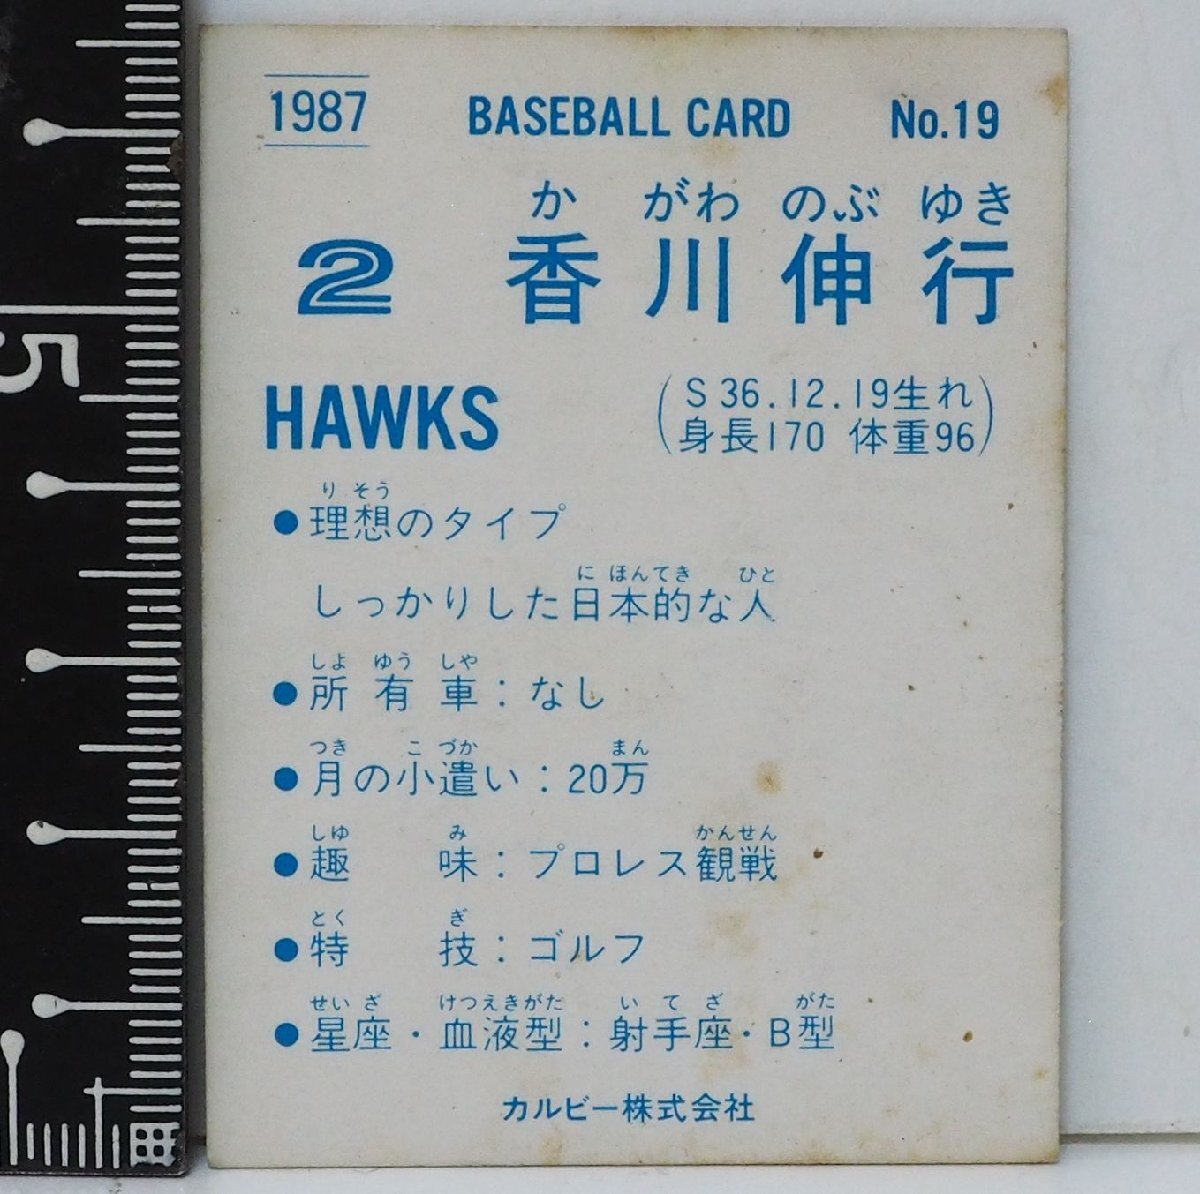 1987 BASEBALL CARD No.19
か がわ のぶ ゆき
2 香川伸行
HAWKS
(S36.12.19生れ
身長170 体重96)
り そう
●理想のタイプ
に ほんてき ひと
しっかりした日本的な人
しよ ゆう しや
●所有車：なし
つき こ づか まん
●月の小遣い：20万
しゆ み かんせん
●趣味：プロレス観戦
とく ぎ
●特技：ゴルフ
せい ざ けつえきがた い て ざ がた
●星座・血液型：射手座・B型
カルビー株式会社
5